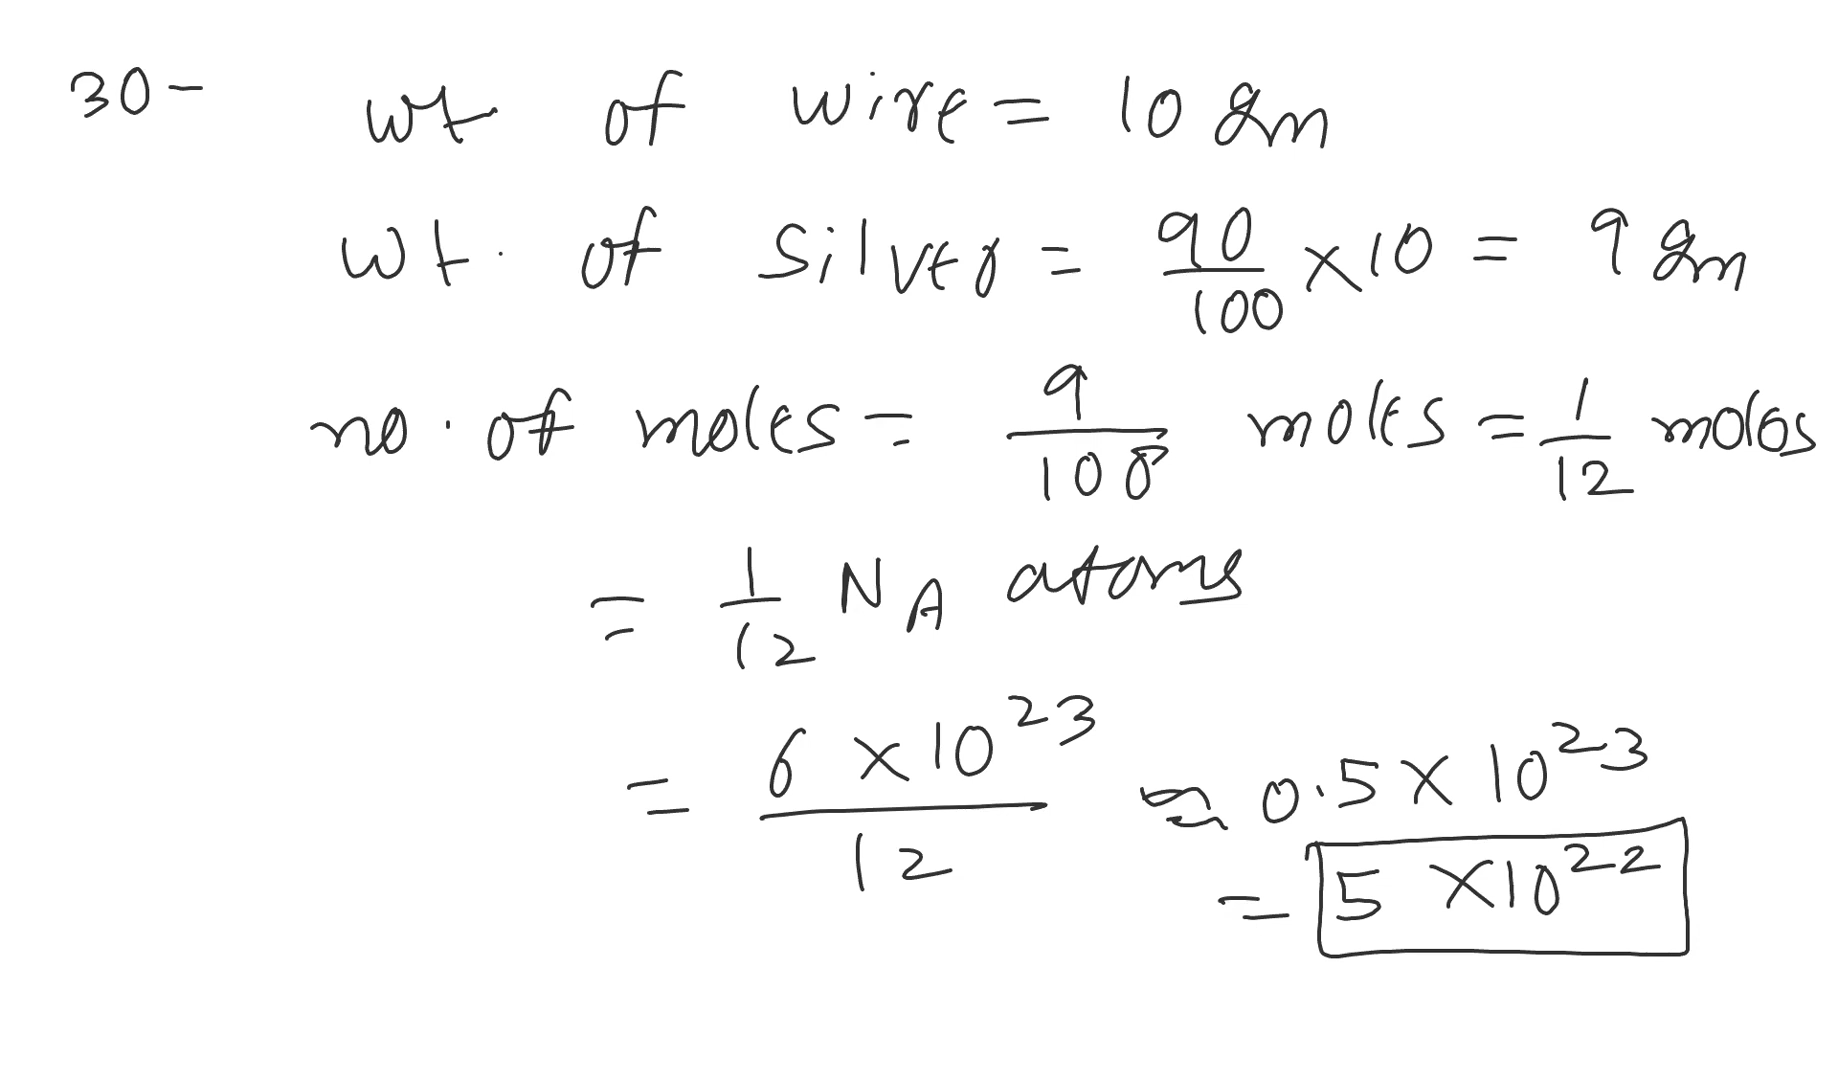 30- wt of wire = 10 gm
wt. of silver = 90/100 × 10 = 9 gm
no. of moles = 9/108 moles = 1/12 moles
= 1/12 N_A atoms
= 6 × 10^23 / 12 ≈ 0.5 × 10^23
= 5 × 10^22